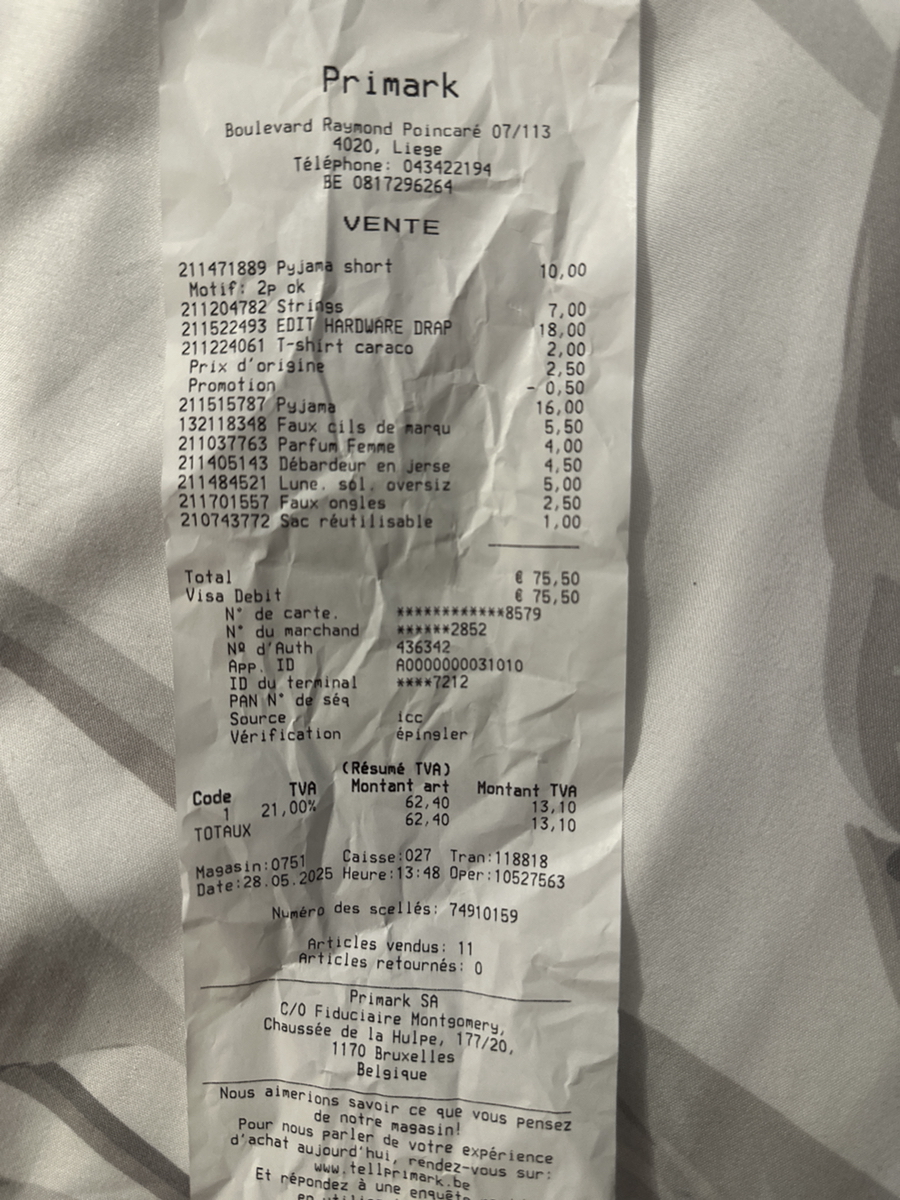 Primark
Boulevard Raymond Poincaré 07/113
4020, Liege
Téléphone: 043422194
BE 0817296264
VENTE
211471889 Pyjama short 10,00
Motif: 2p ok
211204782 Strings 7,00
211522493 EDIT HARDWARE DRAP 18,00
211224061 T-shirt caraco 2,00
Prix d'origine 2,50
Promotion - 0,50
211515787 Pyjama 16,00
132118348 Faux cils de marqu 5,50
211037763 Parfum Femme 4,00
211405143 Débardeur en jerse 4,50
211484521 Lune. sol. oversiz 5,00
211701557 Faux ongles 2,50
210743772 Sac réutilisable 1,00
Total € 75,50
Visa Debit € 75,50
N° de carte. ************8579
N° du marchand ******2852
Nº d'Auth 436342
App. ID A0000000031010
ID du terminal ****7212
PAN N° de séq
Source icc
Vérification épingler
(Résumé TVA)
Code TVA Montant art Montant TVA
1 21,00% 62,40 13,10
TOTAUX 62,40 13,10
Magasin:0751 Caisse:027 Tran:118818
Date:28.05.2025 Heure:13:48 Oper:10527563
Numéro des scellés: 74910159
Articles vendus: 11
Articles retournés: 0
Primark SA
C/O Fiduciaire Montgomery,
Chaussée de la Hulpe, 177/20,
1170 Bruxelles
Belgique
Nous aimerions savoir ce que vous pensez
de notre magasin!
Pour nous parler de votre expérience
d'achat aujourd'hui, rendez-vous sur:
www.tellprimark.be
Et répondez à une enquête